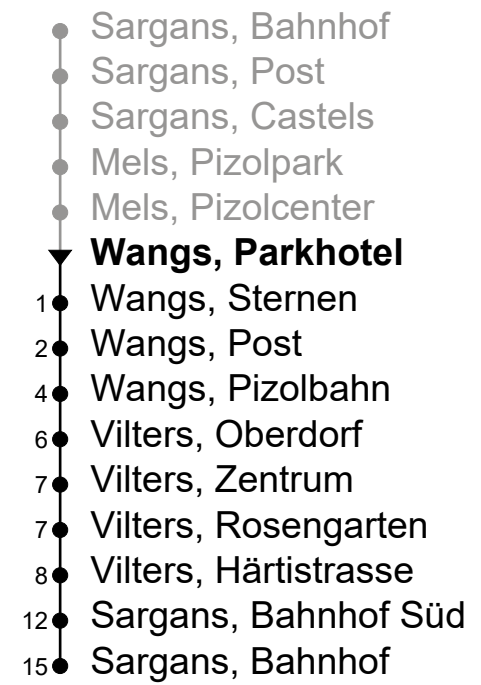 Sargans, Bahnhof
Sargans, Post
Sargans, Castels
Mels, Pizolpark
Mels, Pizolcenter
Wangs, Parkhotel
1 Wangs, Sternen
2 Wangs, Post
4 Wangs, Pizolbahn
6 Vilters, Oberdorf
7 Vilters, Zentrum
7 Vilters, Rosengarten
8 Vilters, Härtistrasse
12 Sargans, Bahnhof Süd
15 Sargans, Bahnhof